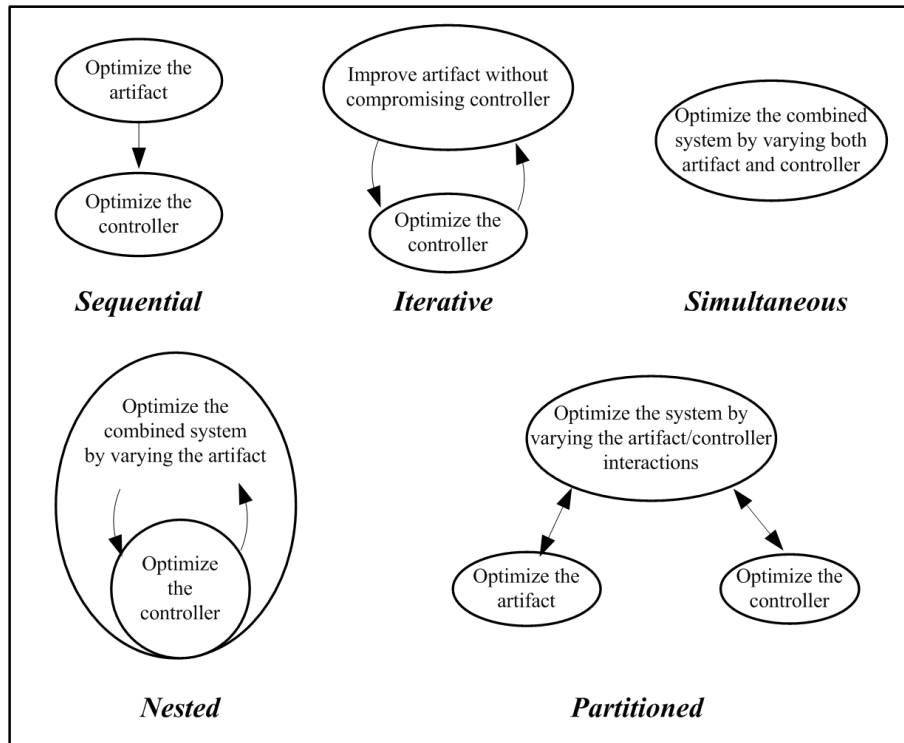 Optimize the
artifact
Optimize the
controller
Sequential
Improve artifact without
compromising controller
Optimize the
controller
Iterative
Optimize the combined
system by varying both
artifact and controller
Simultaneous
Optimize the
combined system
by varying the artifact
Optimize
the
controller
Nested
Optimize the system by
varying the artifact/controller
interactions
Optimize the
artifact
Optimize the
controller
Partitioned